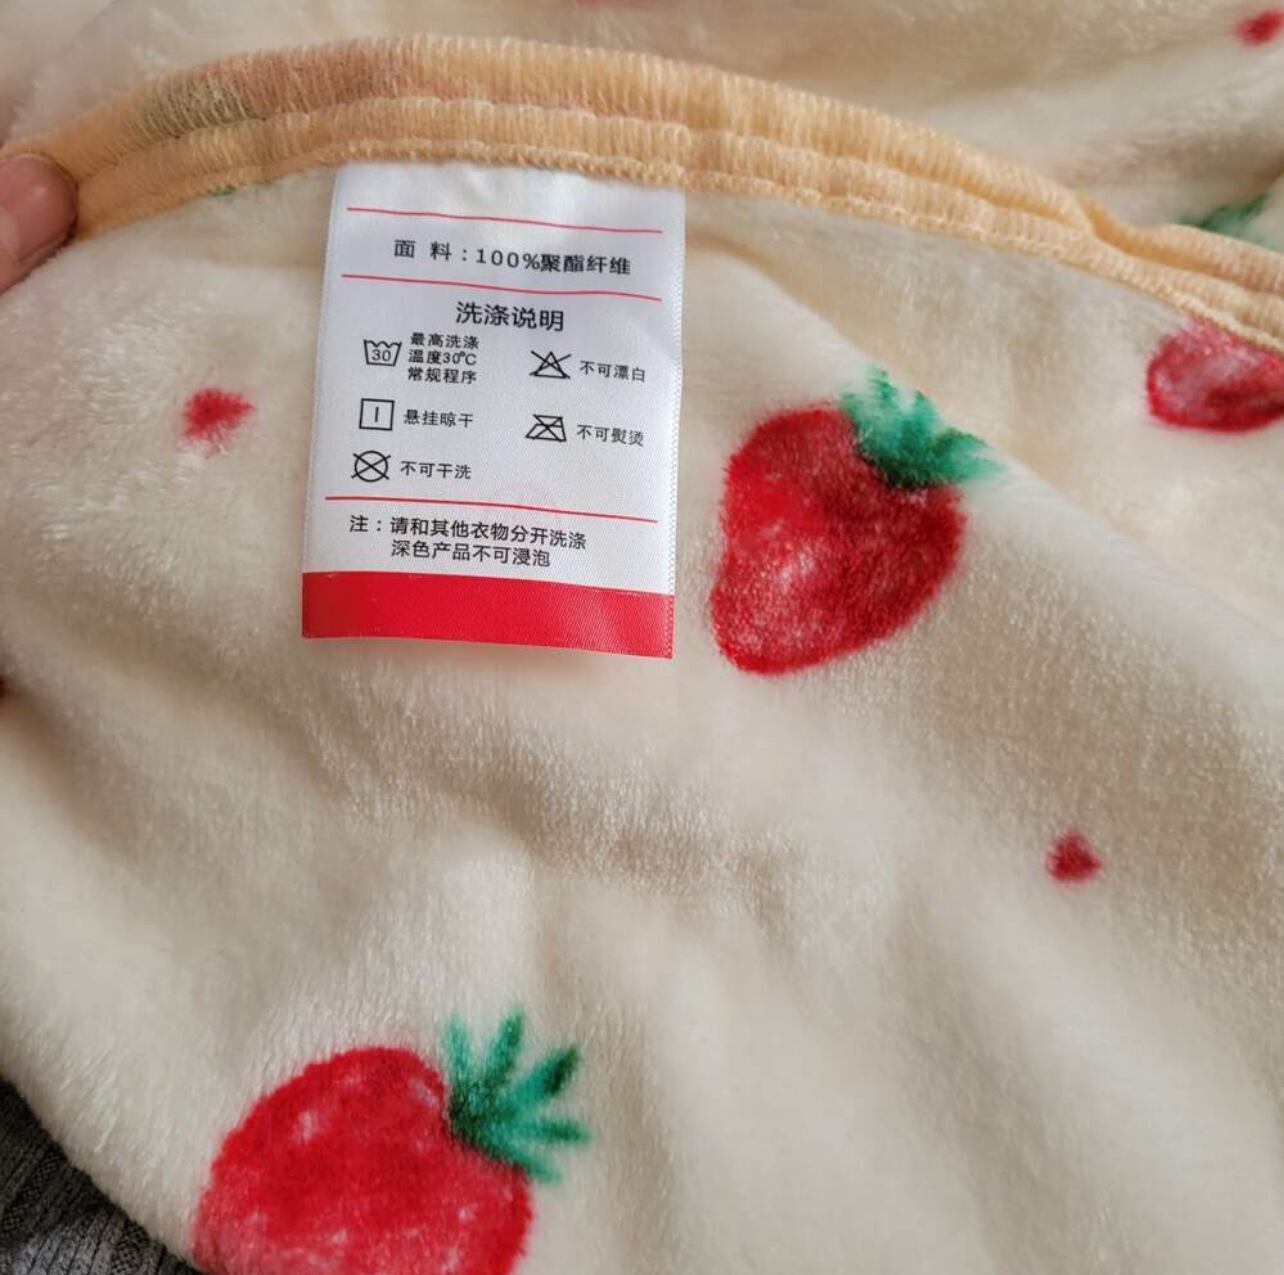 面 料：100%聚酯纤维
洗涤说明
30
最高洗涤
温度30℃
常规程序
不可漂白
悬挂晾干
不可熨烫
不可干洗
注：请和其他衣物分开洗涤
深色产品不可浸泡